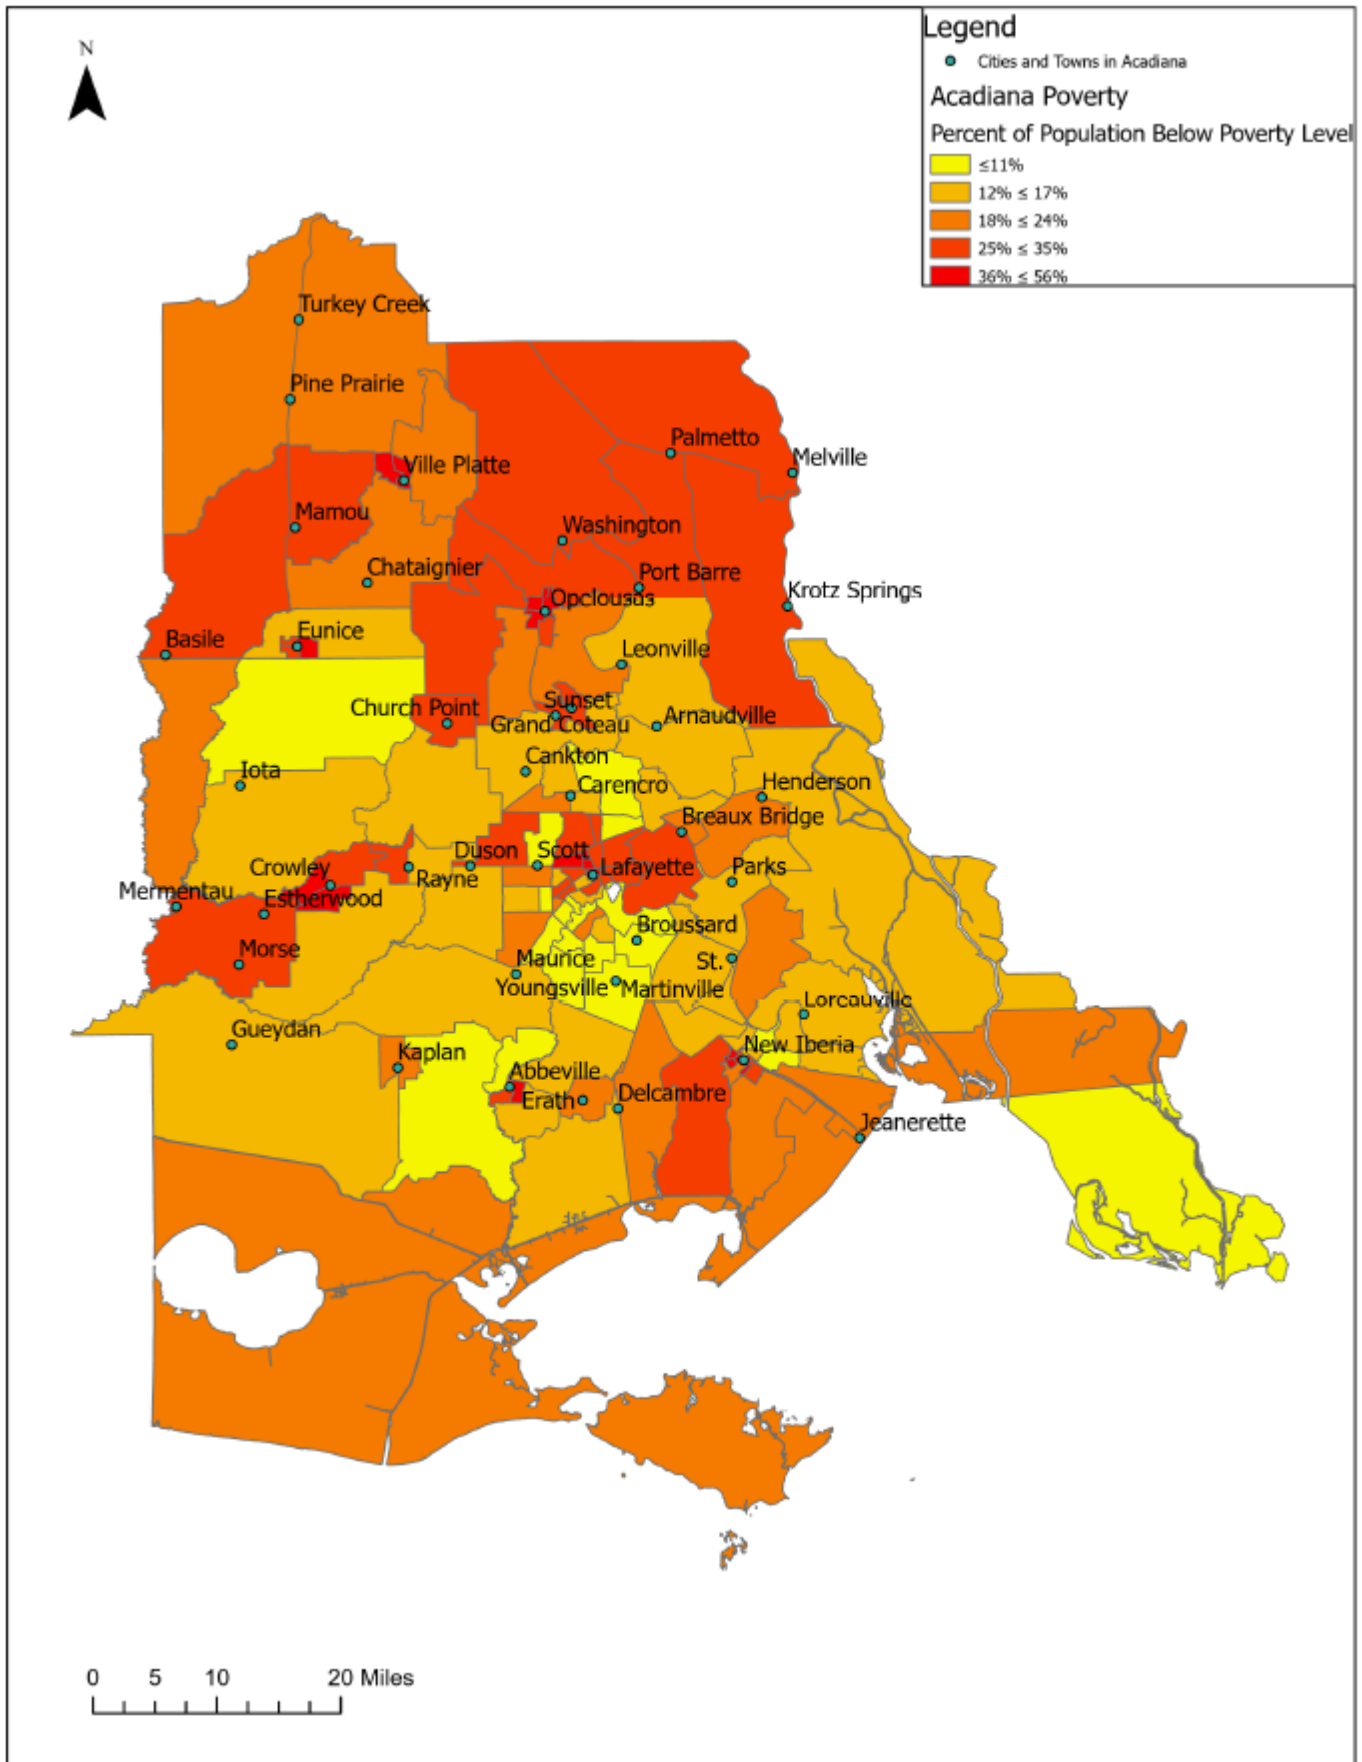 Legend
N
Cities and Towns in Acadiana
Acadiana Poverty
Percent of Population Below Poverty Level
≤11%
12% ≤ 17%
18% ≤ 24%
25% ≤ 35%
36% ≤ 56%
Turkey Creek
Pine Prairie
Palmetto
Melville
Ville Platte
Mamou
Washington
Chataignier
Port Barre
Krotz Springs
Opelousas
Eunice
Basile
Leonville
Church Point
Sunset
Grand Coteau
Arnaudville
Cankton
Iota
Carencro
Henderson
Breaux Bridge
Duson
Scott
Crowley
Rayne
Lafayette
Parks
Mermentau
Estherwood
Broussard
Morse
Maurice
St.
Youngsville
Martinville
Loreauville
Gueydan
Kaplan
New Iberia
Abbeville
Erath
Delcambre
Jeanerette
0 5 10 20 Miles